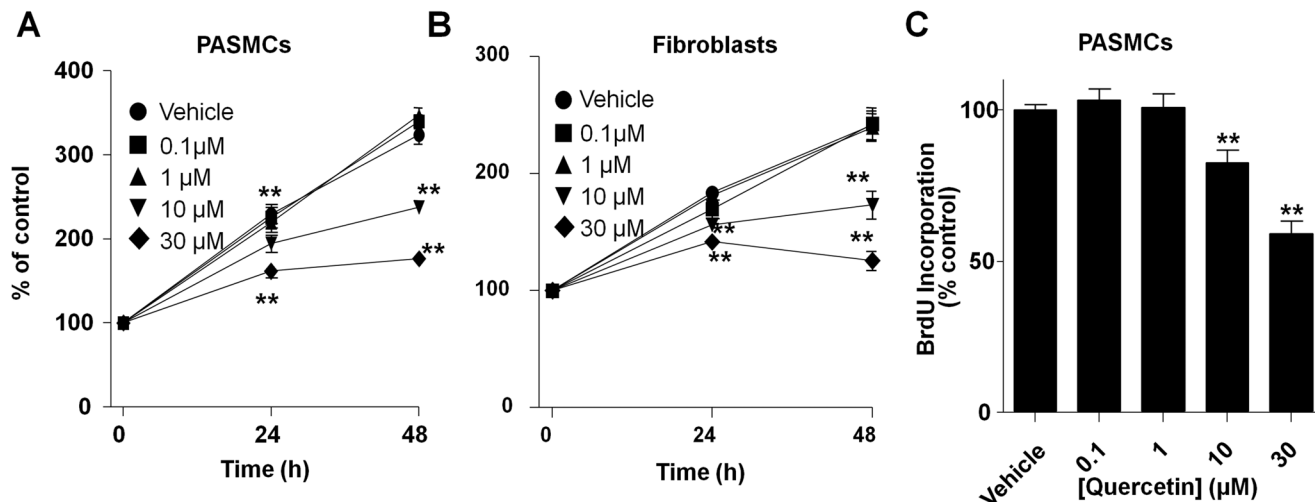 A
PASMCs
% of control
400
300
200
100
0
Vehicle
0.1µM
1 µM
10 µM
30 µM
**
**
**
**
0
24
48
Time (h)
B
Fibroblasts
300
200
100
0
Vehicle
0.1µM
1 µM
10 µM
30 µM
**
**
**
**
0
24
48
Time (h)
C
PASMCs
BrdU Incorporation
(% control)
100
50
0
**
**
Vehicle
0.1
1
10
30
[Quercetin] (µM)